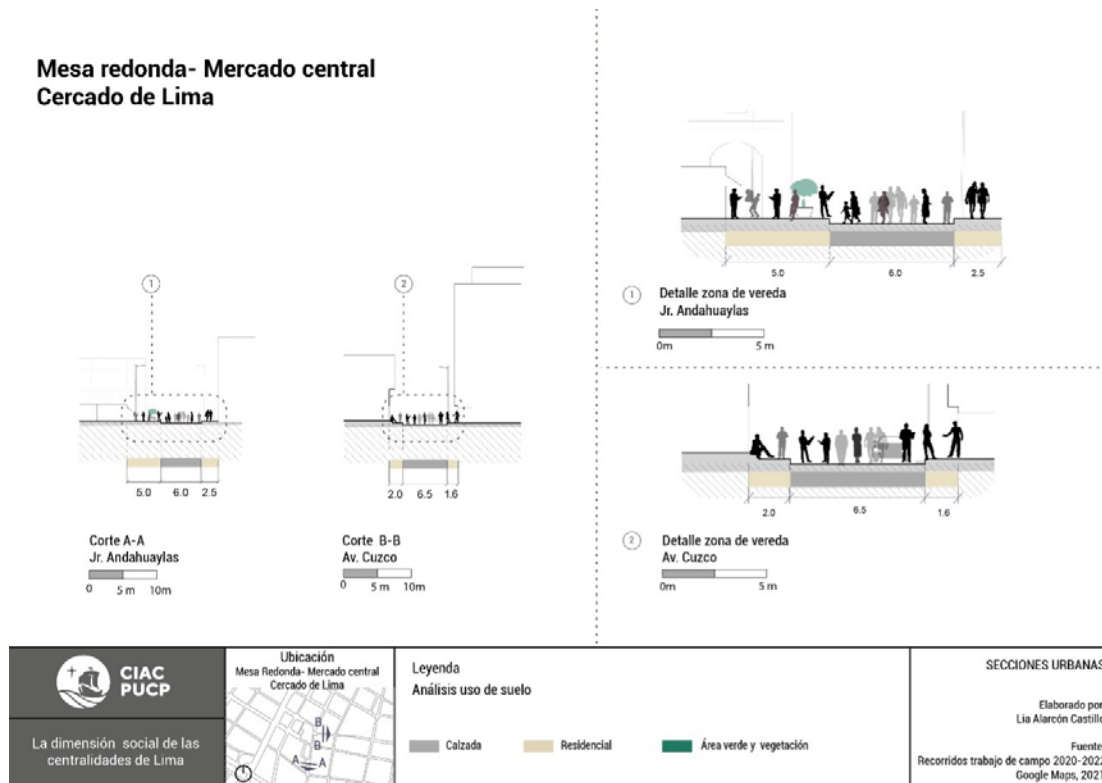 Mesa redonda- Mercado central
Cercado de Lima
1
2
5.0 6.0 2.5
2.0 6.5 1.6
Corte A-A
Jr. Andahuaylas
0 5 m 10m
Corte B-B
Av. Cuzco
0 5 m 10m
5.0 6.0 2.5
1 Detalle zona de vereda
Jr. Andahuaylas
0m 5 m
2.0 6.5 1.6
2 Detalle zona de vereda
Av. Cuzco
0m 5 m
CIAC
PUCP
La dimensión social de las
centralidades de Lima
Ubicación
Mesa Redonda- Mercado central
Cercado de Lima
B
B
A A
Leyenda
Análisis uso de suelo
Calzada Residencial Área verde y vegetación
SECCIONES URBANAS
Elaborado por
Lia Alarcón Castillo
Fuente
Recorridos trabajo de campo 2020-2022
Google Maps,